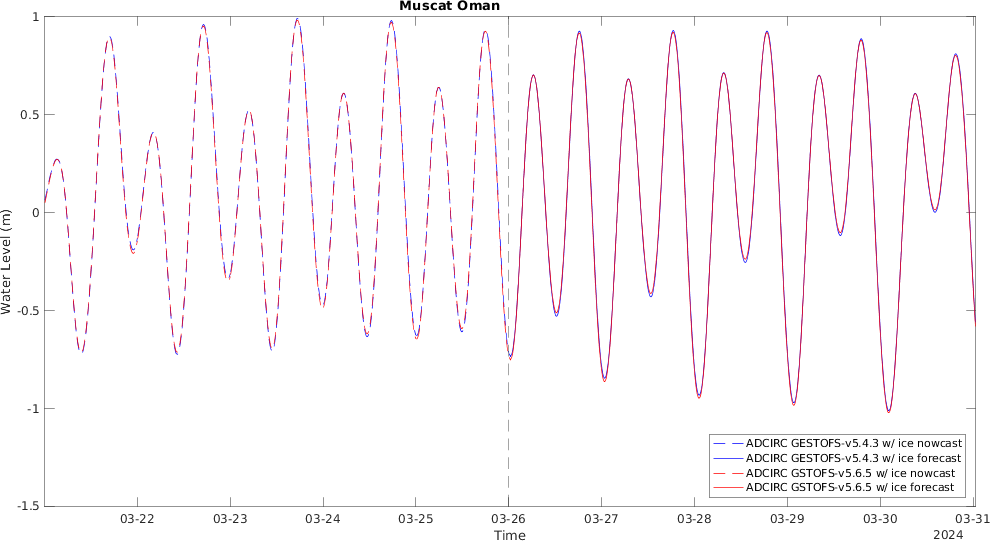 Muscat Oman
1
0.5
0
-0.5
-1
-1.5
Water Level (m)
ADCIRC GESTOFS-v5.4.3 w/ ice nowcast
ADCIRC GESTOFS-v5.4.3 w/ ice forecast
ADCIRC GSTOFS-v5.6.5 w/ ice nowcast
ADCIRC GSTOFS-v5.6.5 w/ ice forecast
03-22 03-23 03-24 03-25 03-26 03-27 03-28 03-29 03-30 03-31
Time
2024